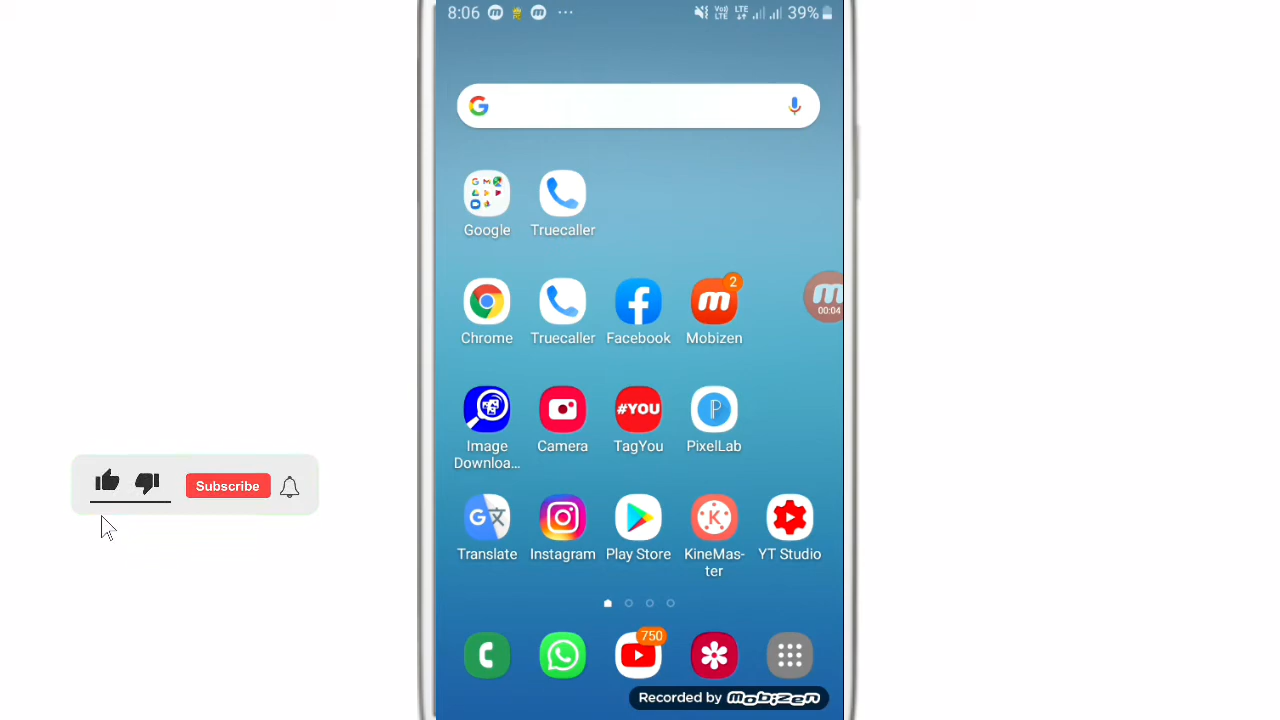 8:06
LTE
39%
Google
Truecaller
2
00:04
Chrome
Truecaller
Facebook
Mobizen
#YOU
Image Downloa...
Camera
TagYou
PixelLab
Subscribe
Translate
Instagram
Play Store
KineMas-
ter
YT Studio
750
Recorded by mobizen